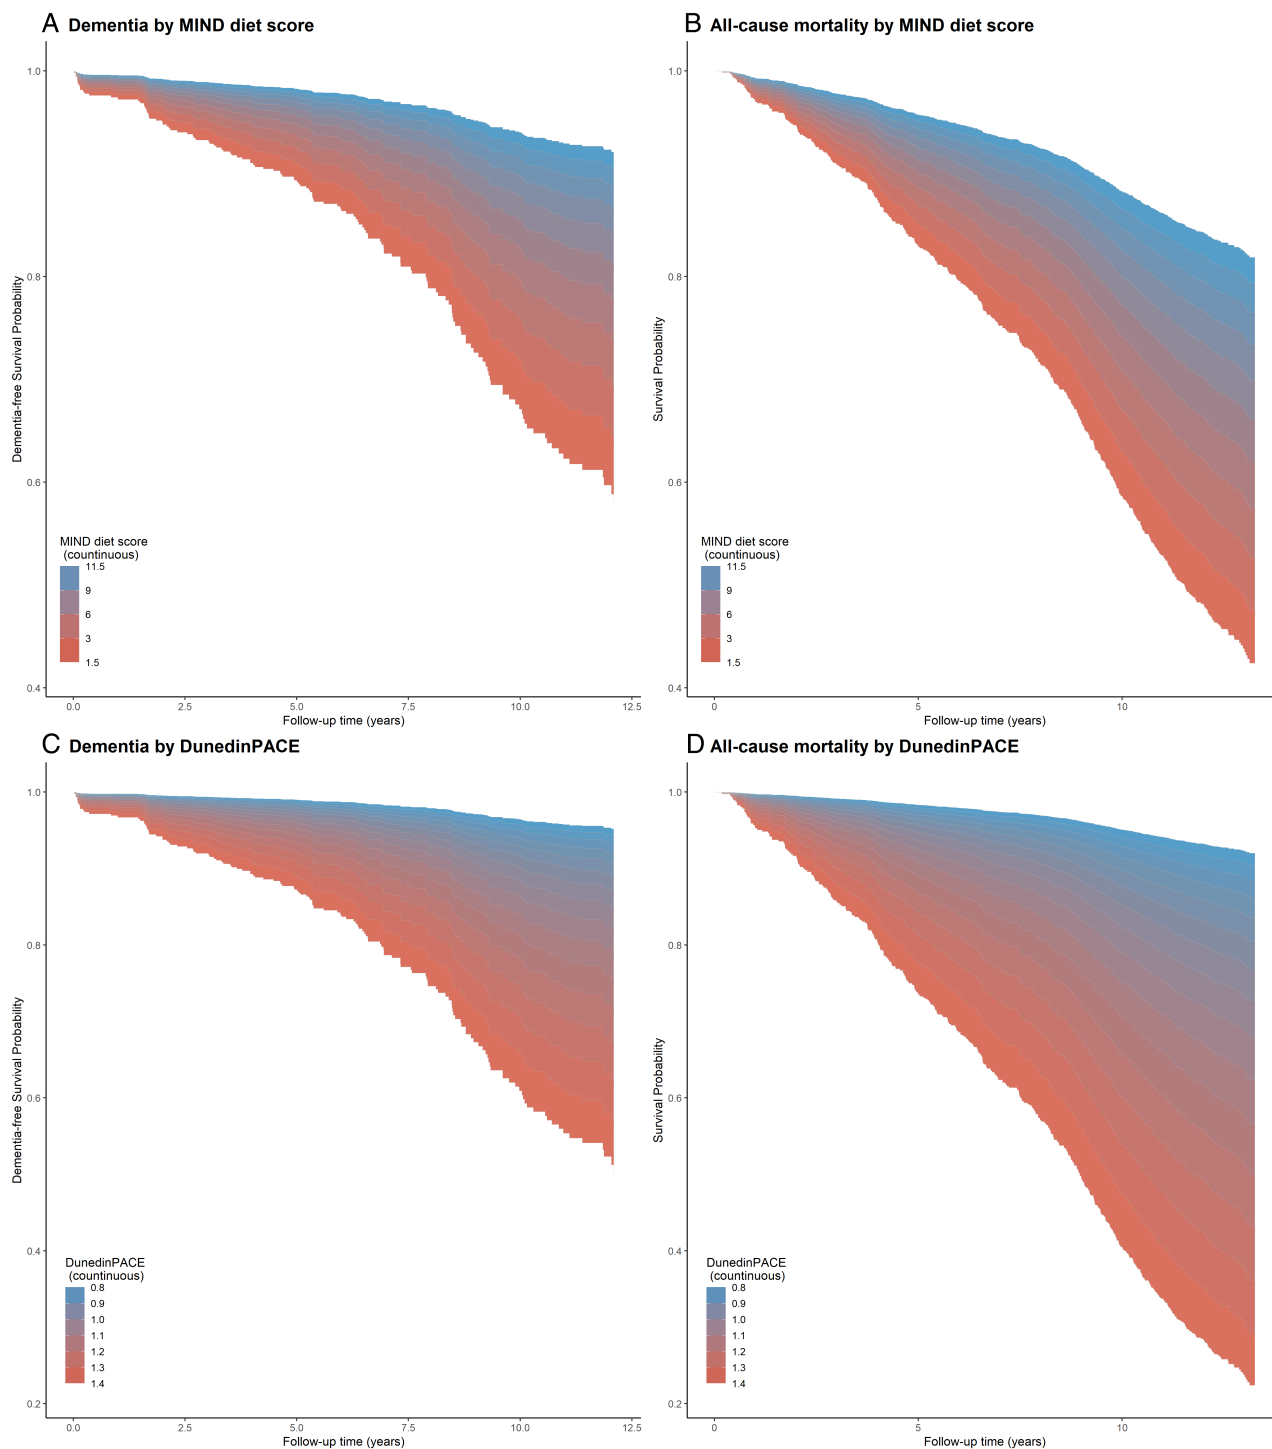 A Dementia by MIND diet score
1.0
0.8
0.6
0.4
Dementia-free Survival Probability
MIND diet score
(countinuous)
11.5
9
6
3
1.5
0.0 2.5 5.0 7.5 10.0 12.5
Follow-up time (years)
B All-cause mortality by MIND diet score
1.0
0.8
0.6
0.4
Survival Probability
MIND diet score
(countinuous)
11.5
9
6
3
1.5
0 5 10
Follow-up time (years)
C Dementia by DunedinPACE
1.0
0.8
0.6
0.4
0.2
Dementia-free Survival Probability
DunedinPACE
(countinuous)
0.8
0.9
1.0
1.1
1.2
1.3
1.4
0.0 2.5 5.0 7.5 10.0 12.5
Follow-up time (years)
D All-cause mortality by DunedinPACE
1.0
0.8
0.6
0.4
0.2
Survival Probability
DunedinPACE
(countinuous)
0.8
0.9
1.0
1.1
1.2
1.3
1.4
0 5 10
Follow-up time (years)